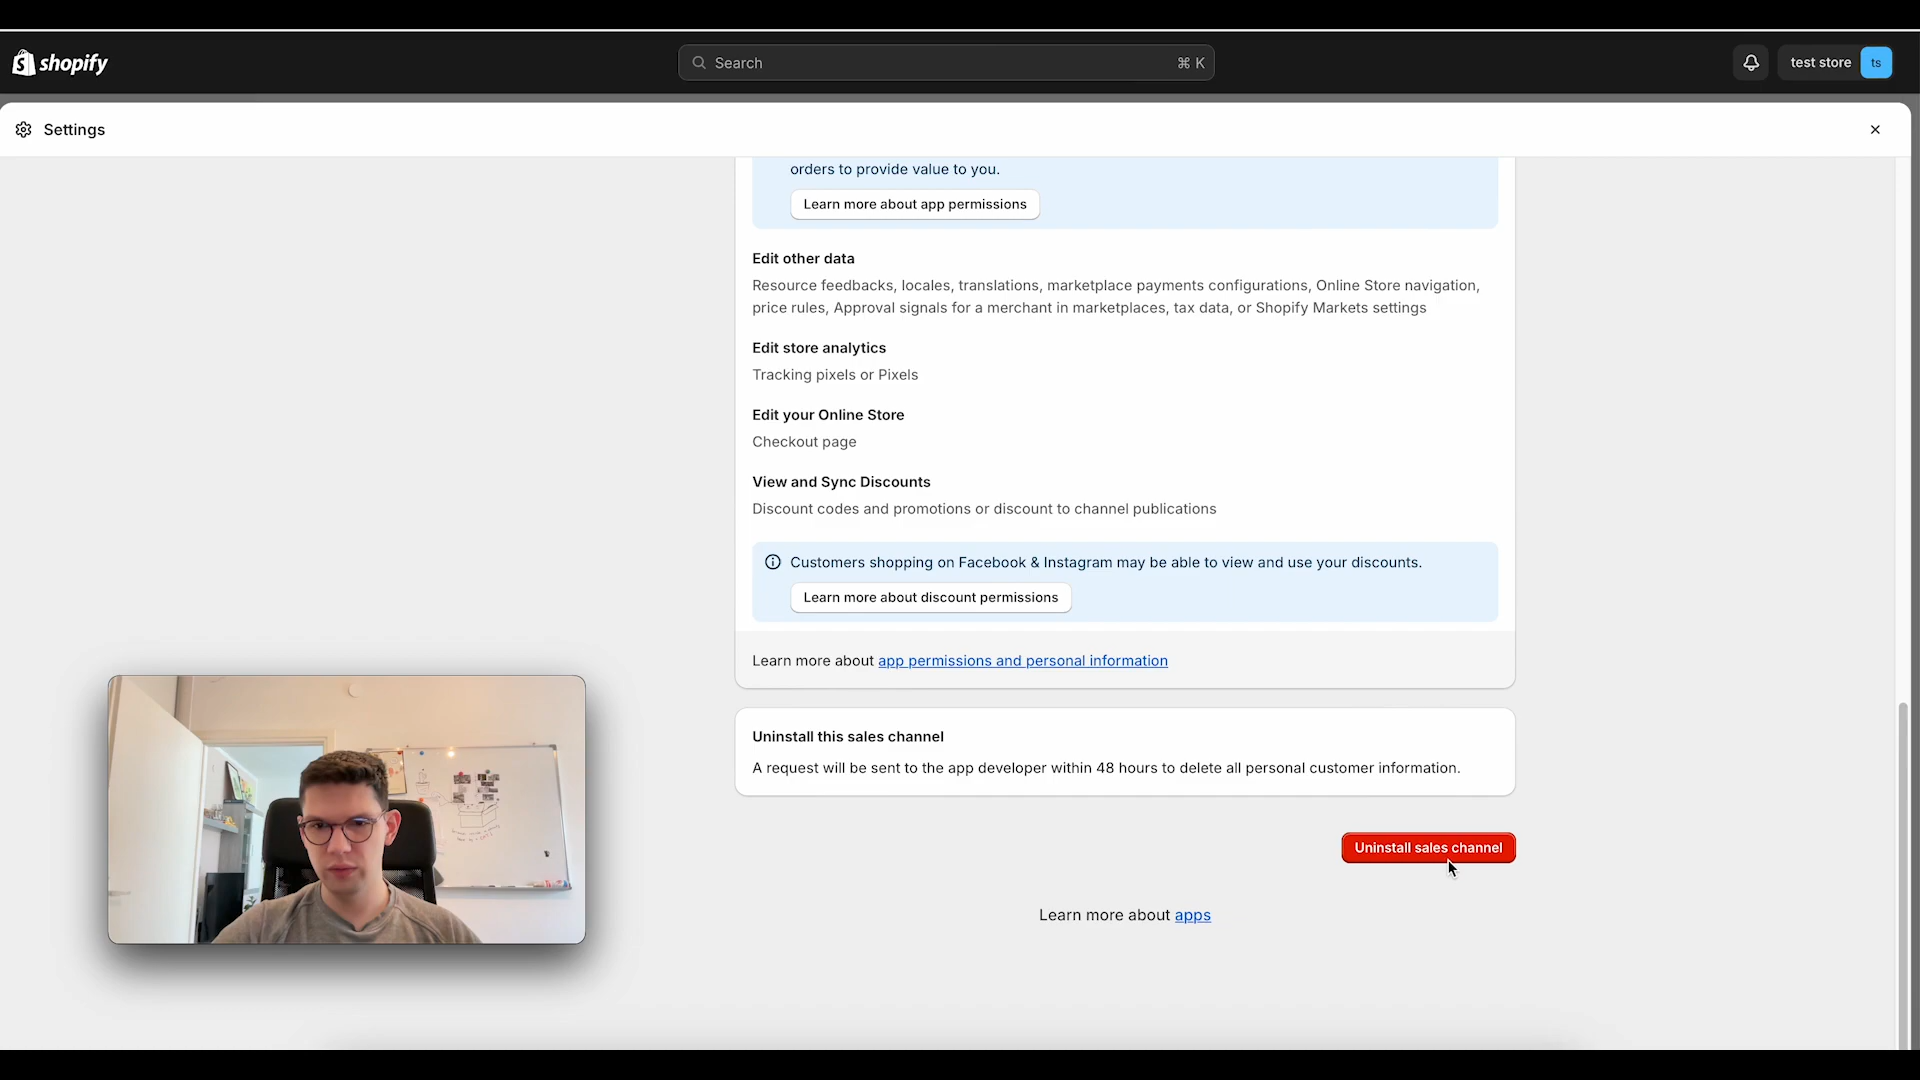 shopify
Search
⌘ K
test store
ts
Settings
orders to provide value to you.
Learn more about app permissions
Edit other data
Resource feedbacks, locales, translations, marketplace payments configurations, Online Store navigation,
price rules, Approval signals for a merchant in marketplaces, tax data, or Shopify Markets settings
Edit store analytics
Tracking pixels or Pixels
Edit your Online Store
Checkout page
View and Sync Discounts
Discount codes and promotions or discount to channel publications
Customers shopping on Facebook & Instagram may be able to view and use your discounts.
Learn more about discount permissions
Learn more about app permissions and personal information
Uninstall this sales channel
A request will be sent to the app developer within 48 hours to delete all personal customer information.
Uninstall sales channel
Learn more about apps